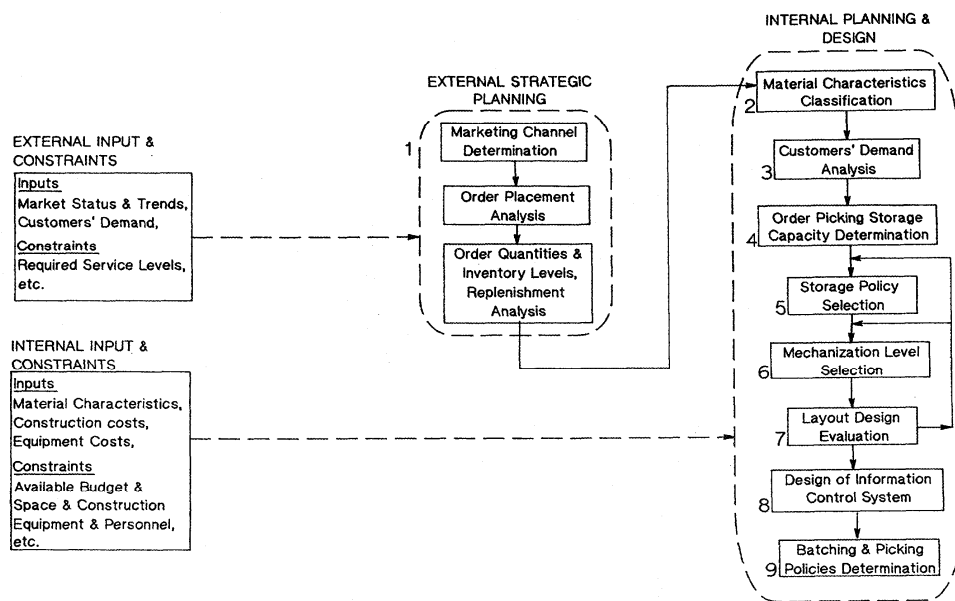 EXTERNAL INPUT &
CONSTRAINTS
Inputs
Market Status & Trends,
Customers' Demand,
Constraints
Required Service Levels,
etc.
INTERNAL INPUT &
CONSTRAINTS
Inputs
Material Characteristics,
Construction costs,
Equipment Costs,
Constraints
Available Budget &
Space & Construction
Equipment & Personnel,
etc.
EXTERNAL STRATEGIC
PLANNING
1
Marketing Channel
Determination
Order Placement
Analysis
Order Quantities &
Inventory Levels,
Replenishment
Analysis
INTERNAL PLANNING &
DESIGN
2
Material Characteristics
Classification
3
Customers' Demand
Analysis
4
Order Picking Storage
Capacity Determination
5
Storage Policy
Selection
6
Mechanization Level
Selection
7
Layout Design
Evaluation
8
Design of Information
Control System
9
Batching & Picking
Policies Determination